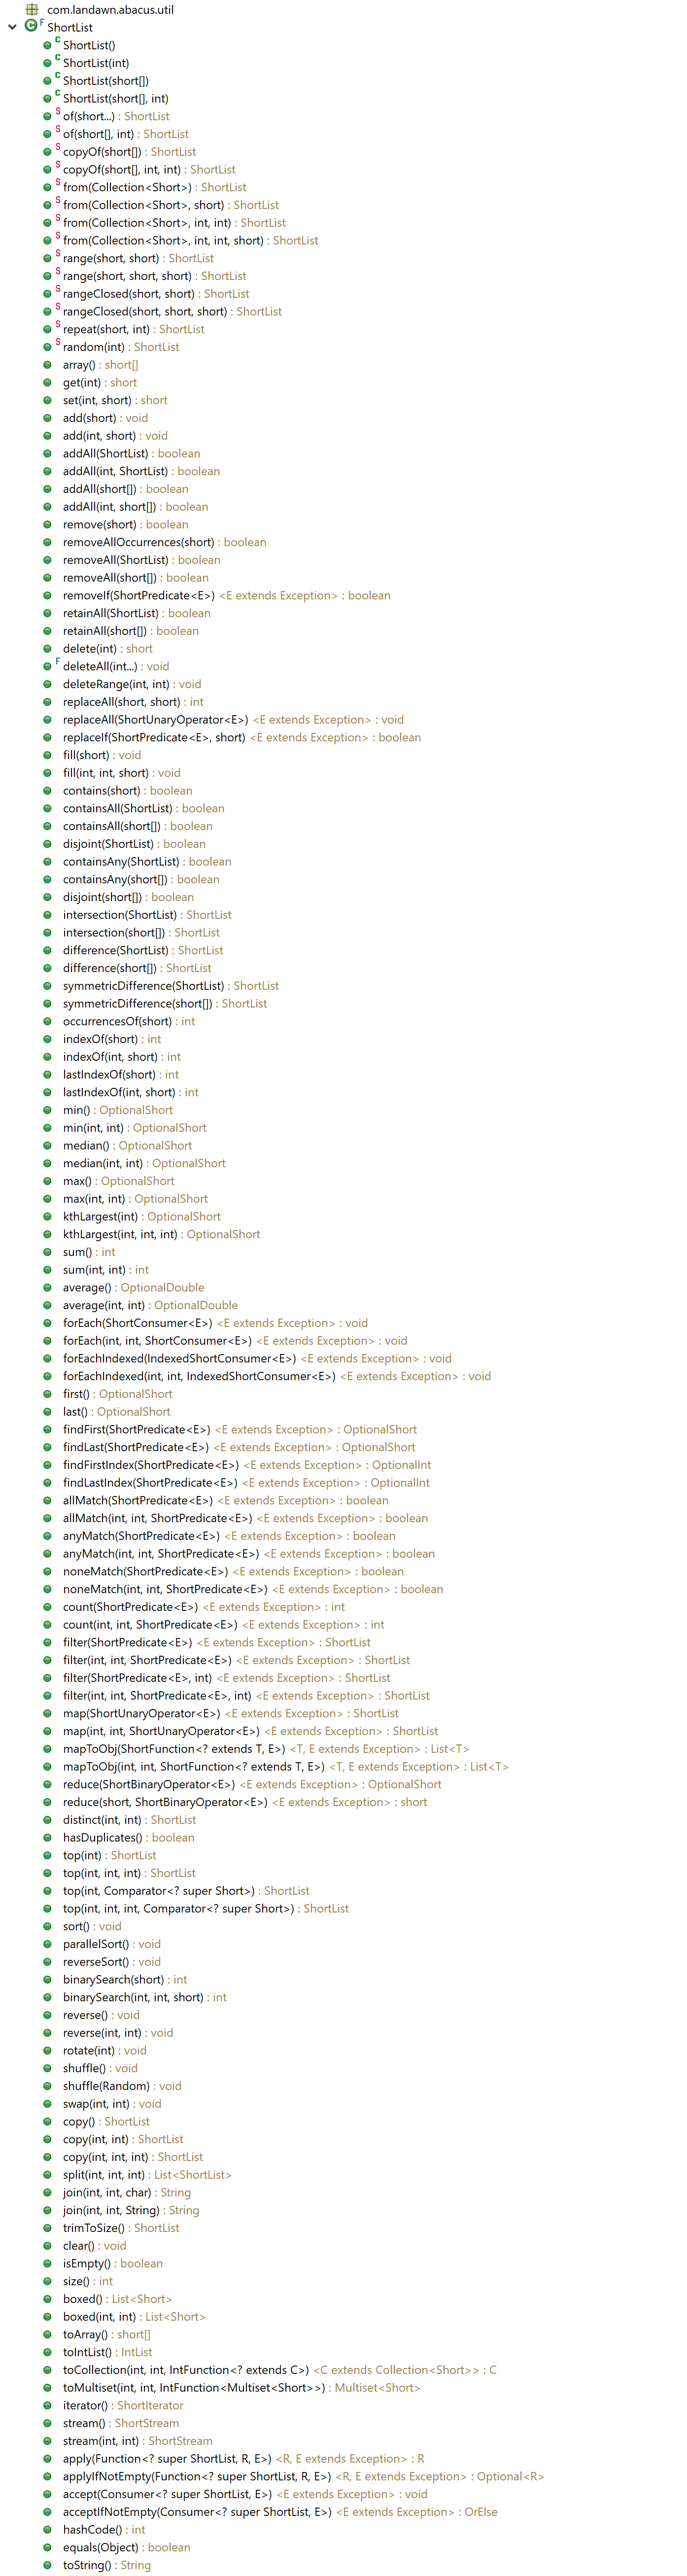 com.landawn.abacus.util
F ShortList
C ShortList()
C ShortList(int)
C ShortList(short[])
C ShortList(short[], int)
S of(short...) : ShortList
S of(short[], int) : ShortList
S copyOf(short[]) : ShortList
S copyOf(short[], int, int) : ShortList
S from(Collection<Short>) : ShortList
S from(Collection<Short>, short) : ShortList
S from(Collection<Short>, int, int) : ShortList
S from(Collection<Short>, int, int, short) : ShortList
S range(short, short) : ShortList
S range(short, short, short) : ShortList
S rangeClosed(short, short) : ShortList
S rangeClosed(short, short, short) : ShortList
S repeat(short, int) : ShortList
S random(int) : ShortList
array() : short[]
get(int) : short
set(int, short) : short
add(short) : void
add(int, short) : void
addAll(ShortList) : boolean
addAll(int, ShortList) : boolean
addAll(short[]) : boolean
addAll(int, short[]) : boolean
remove(short) : boolean
removeAllOccurrences(short) : boolean
removeAll(ShortList) : boolean
removeAll(short[]) : boolean
removeIf(ShortPredicate<E>) <E extends Exception> : boolean
retainAll(ShortList) : boolean
retainAll(short[]) : boolean
delete(int) : short
F deleteAll(int...) : void
deleteRange(int, int) : void
replaceAll(short, short) : int
replaceAll(ShortUnaryOperator<E>) <E extends Exception> : void
replaceIf(ShortPredicate<E>, short) <E extends Exception> : boolean
fill(short) : void
fill(int, int, short) : void
contains(short) : boolean
containsAll(ShortList) : boolean
containsAll(short[]) : boolean
disjoint(ShortList) : boolean
containsAny(ShortList) : boolean
containsAny(short[]) : boolean
disjoint(short[]) : boolean
intersection(ShortList) : ShortList
intersection(short[]) : ShortList
difference(ShortList) : ShortList
difference(short[]) : ShortList
symmetricDifference(ShortList) : ShortList
symmetricDifference(short[]) : ShortList
occurrencesOf(short) : int
indexOf(short) : int
indexOf(int, short) : int
lastIndexOf(short) : int
lastIndexOf(int, short) : int
min() : OptionalShort
min(int, int) : OptionalShort
median() : OptionalShort
median(int, int) : OptionalShort
max() : OptionalShort
max(int, int) : OptionalShort
kthLargest(int) : OptionalShort
kthLargest(int, int, int) : OptionalShort
sum() : int
sum(int, int) : int
average() : OptionalDouble
average(int, int) : OptionalDouble
forEach(ShortConsumer<E>) <E extends Exception> : void
forEach(int, int, ShortConsumer<E>) <E extends Exception> : void
forEachIndexed(IndexedShortConsumer<E>) <E extends Exception> : void
forEachIndexed(int, int, IndexedShortConsumer<E>) <E extends Exception> : void
first() : OptionalShort
last() : OptionalShort
findFirst(ShortPredicate<E>) <E extends Exception> : OptionalShort
findLast(ShortPredicate<E>) <E extends Exception> : OptionalShort
findFirstIndex(ShortPredicate<E>) <E extends Exception> : OptionalInt
findLastIndex(ShortPredicate<E>) <E extends Exception> : OptionalInt
allMatch(ShortPredicate<E>) <E extends Exception> : boolean
allMatch(int, int, ShortPredicate<E>) <E extends Exception> : boolean
anyMatch(ShortPredicate<E>) <E extends Exception> : boolean
anyMatch(int, int, ShortPredicate<E>) <E extends Exception> : boolean
noneMatch(ShortPredicate<E>) <E extends Exception> : boolean
noneMatch(int, int, ShortPredicate<E>) <E extends Exception> : boolean
count(ShortPredicate<E>) <E extends Exception> : int
count(int, int, ShortPredicate<E>) <E extends Exception> : int
filter(ShortPredicate<E>) <E extends Exception> : ShortList
filter(int, int, ShortPredicate<E>) <E extends Exception> : ShortList
filter(ShortPredicate<E>, int) <E extends Exception> : ShortList
filter(int, int, ShortPredicate<E>, int) <E extends Exception> : ShortList
map(ShortUnaryOperator<E>) <E extends Exception> : ShortList
map(int, int, ShortUnaryOperator<E>) <E extends Exception> : ShortList
mapToObj(ShortFunction<? extends T, E>) <T, E extends Exception> : List<T>
mapToObj(int, int, ShortFunction<? extends T, E>) <T, E extends Exception> : List<T>
reduce(ShortBinaryOperator<E>) <E extends Exception> : OptionalShort
reduce(short, ShortBinaryOperator<E>) <E extends Exception> : short
distinct(int, int) : ShortList
hasDuplicates() : boolean
top(int) : ShortList
top(int, int, int) : ShortList
top(int, Comparator<? super Short>) : ShortList
top(int, int, int, Comparator<? super Short>) : ShortList
sort() : void
parallelSort() : void
reverseSort() : void
binarySearch(short) : int
binarySearch(int, int, short) : int
reverse() : void
reverse(int, int) : void
rotate(int) : void
shuffle() : void
shuffle(Random) : void
swap(int, int) : void
copy() : ShortList
copy(int, int) : ShortList
copy(int, int, int) : ShortList
split(int, int, int) : List<ShortList>
join(int, int, char) : String
join(int, int, String) : String
trimToSize() : ShortList
clear() : void
isEmpty() : boolean
size() : int
boxed() : List<Short>
boxed(int, int) : List<Short>
toArray() : short[]
toIntList() : IntList
toCollection(int, int, IntFunction<? extends C>) <C extends Collection<Short>> : C
toMultiset(int, int, IntFunction<Multiset<Short>>) : Multiset<Short>
iterator() : ShortIterator
stream() : ShortStream
stream(int, int) : ShortStream
apply(Function<? super ShortList, R, E>) <R, E extends Exception> : R
applyIfNotEmpty(Function<? super ShortList, R, E>) <R, E extends Exception> : Optional<R>
accept(Consumer<? super ShortList, E>) <E extends Exception> : void
acceptIfNotEmpty(Consumer<? super ShortList, E>) <E extends Exception> : OrElse
hashCode() : int
equals(Object) : boolean
toString() : String